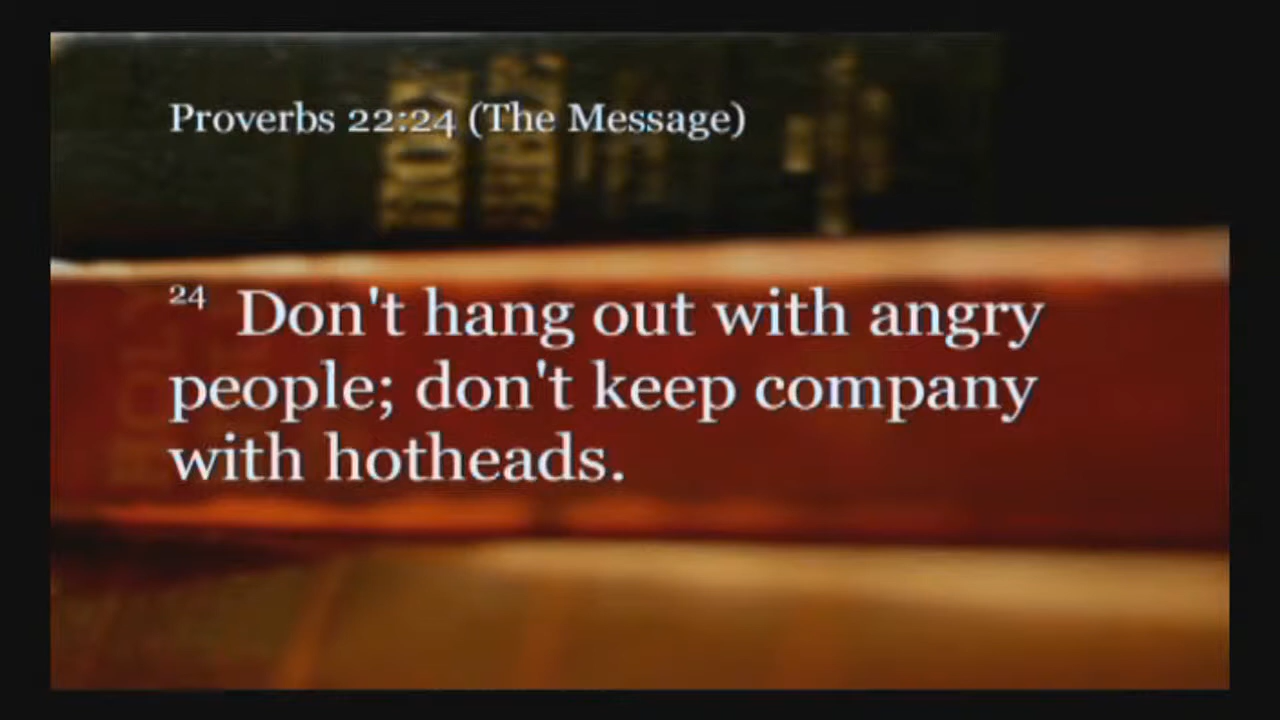 Proverbs 22:24 (The Message)
24 Don't hang out with angry
people; don't keep company
with hotheads.